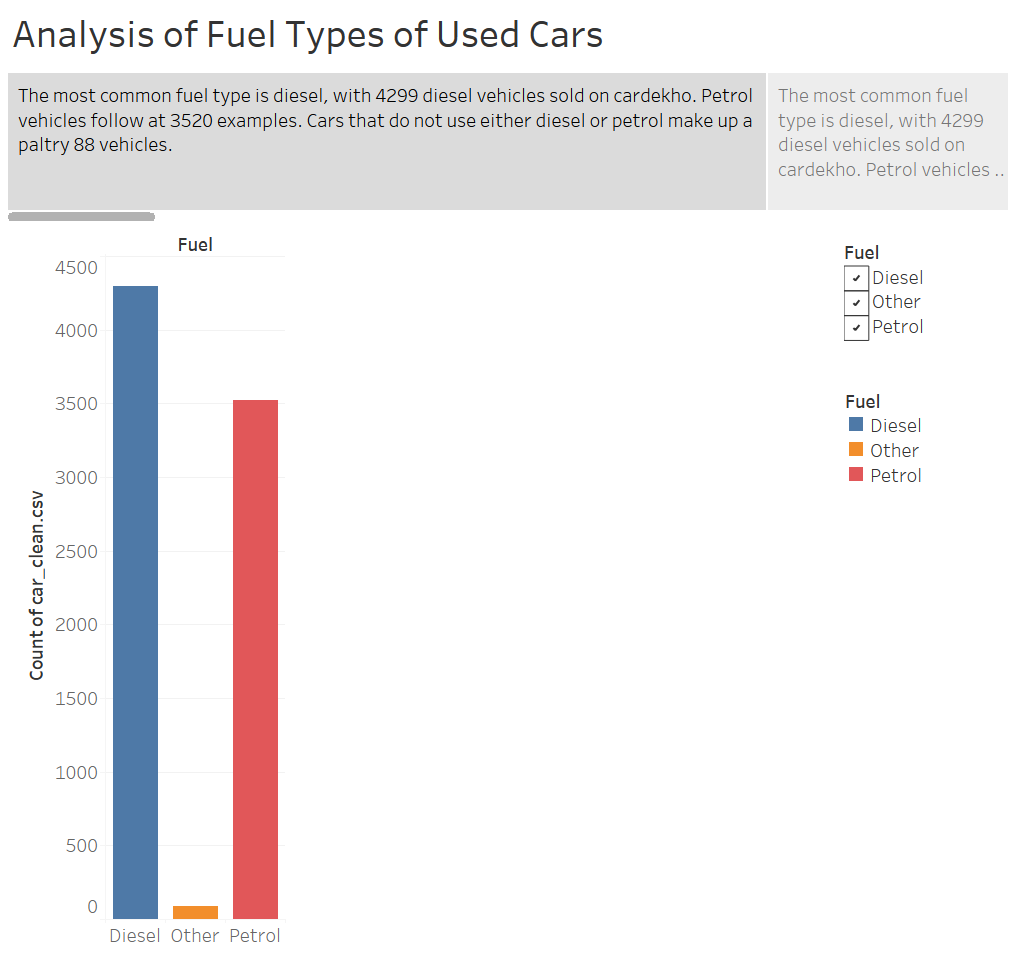 Analysis of Fuel Types of Used Cars
The most common fuel type is diesel, with 4299 diesel vehicles sold on cardekho. Petrol
vehicles follow at 3520 examples. Cars that do not use either diesel or petrol make up a
paltry 88 vehicles.
The most common fuel
type is diesel, with 4299
diesel vehicles sold on
cardekho. Petrol vehicles ..
Fuel
4500
4000
3500
3000
2500
2000
1500
1000
500
0
Count of car_clean.csv
Diesel Other Petrol
Fuel
Diesel
Other
Petrol
Fuel
Diesel
Other
Petrol